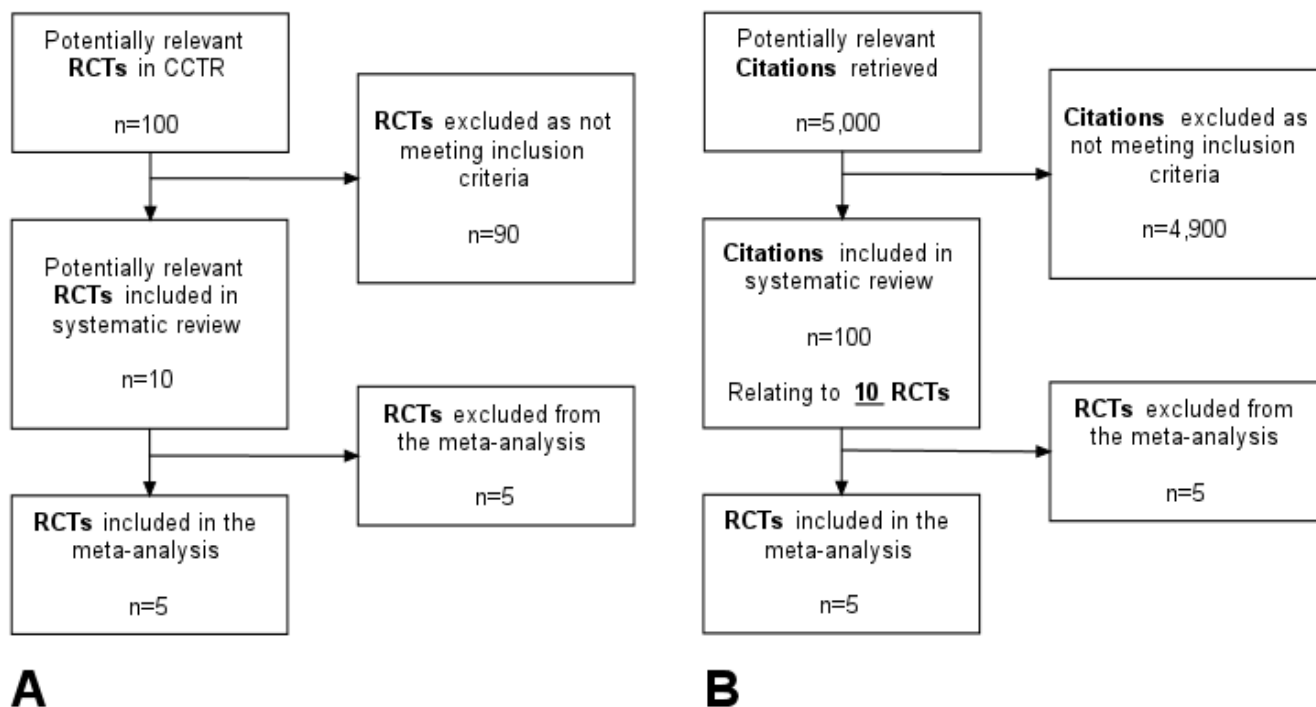 Potentially relevant
RCTs in CCTR
n=100
RCTs excluded as not
meeting inclusion
criteria
n=90
Potentially relevant
RCTs included in
systematic review
n=10
RCTs excluded from
the meta-analysis
n=5
RCTs included in the
meta-analysis
n=5
A
Potentially relevant
Citations retrieved
n=5,000
Citations excluded as
not meeting inclusion
criteria
n=4,900
Citations included in
systematic review
n=100
Relating to 10 RCTs
RCTs excluded from
the meta-analysis
n=5
RCTs included in the
meta-analysis
n=5
B